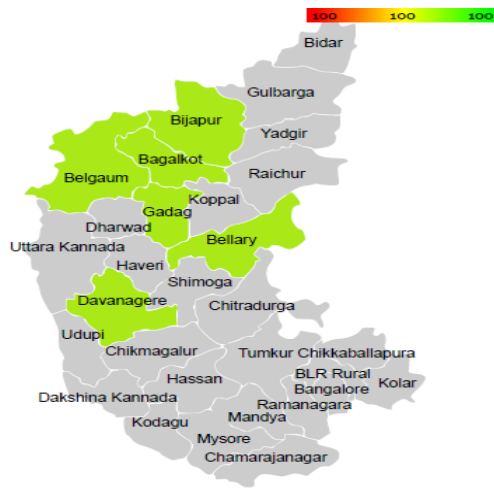 100 100 100
Bidar
Gulbarga
Bijapur
Yadgir
Bagalkot
Raichur
Belgaum
Koppal
Gadag
Dharwad
Bellary
Uttara Kannada
Haveri
Shimoga
Davanagere
Chitradurga
Udupi
Chikmagalur
Tumkur Chikkaballapura
BLR Rural
Hassan
Bangalore
Kolar
Dakshina Kannada
Ramanagara
Mandya
Kodagu
Mysore
Chamarajanagar